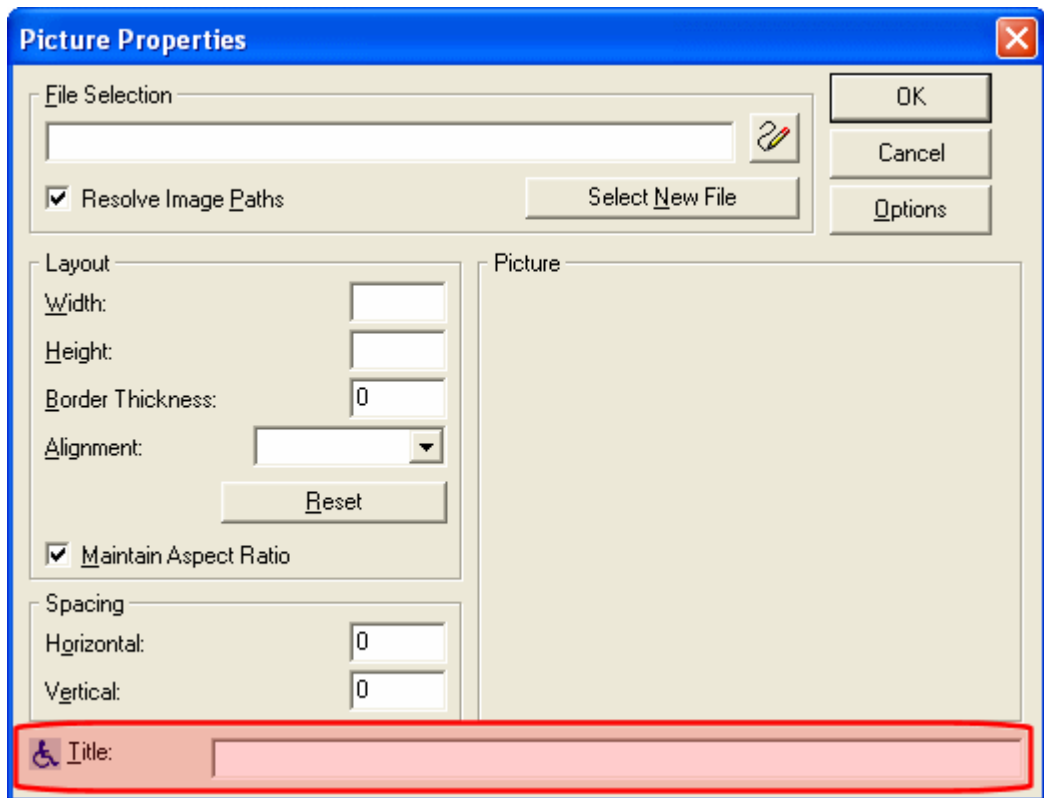 Picture Properties
File Selection
OK
Cancel
Resolve Image Paths
Select New File
Options
Layout
Picture
Width:
Height:
Border Thickness: 0
Alignment:
Reset
Maintain Aspect Ratio
Spacing
Horizontal: 0
Vertical: 0
Title: